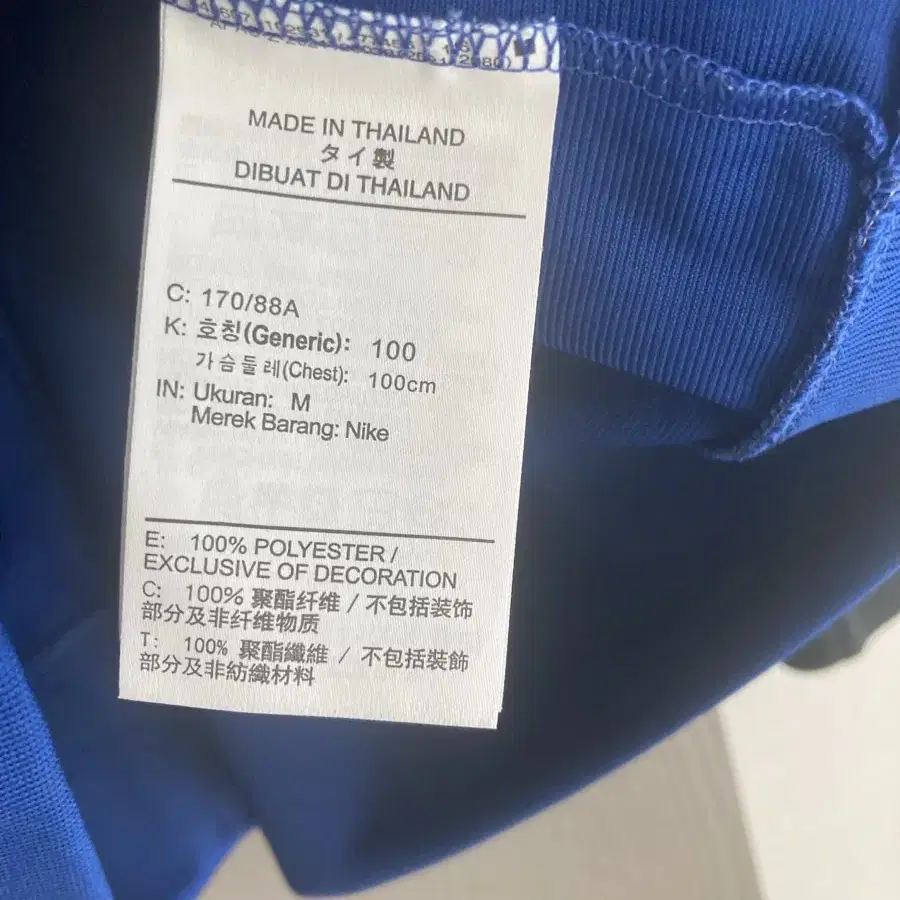 MADE IN THAILAND
タイ製
DIBUAT DI THAILAND
C: 170/88A
K: 호칭(Generic): 100
가슴둘레(Chest): 100cm
IN: Ukuran: M
Merek Barang: Nike
E: 100% POLYESTER /
EXCLUSIVE OF DECORATION
C: 100% 聚酯纤维 / 不包括装饰
部分及非纤维物质
T: 100% 聚酯纖維 / 不包括裝飾
部分及非紡織材料